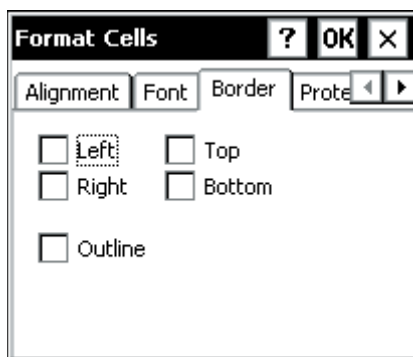 Format Cells ? OK ×
Alignment Font Border Prote
Left Top
Right Bottom
Outline